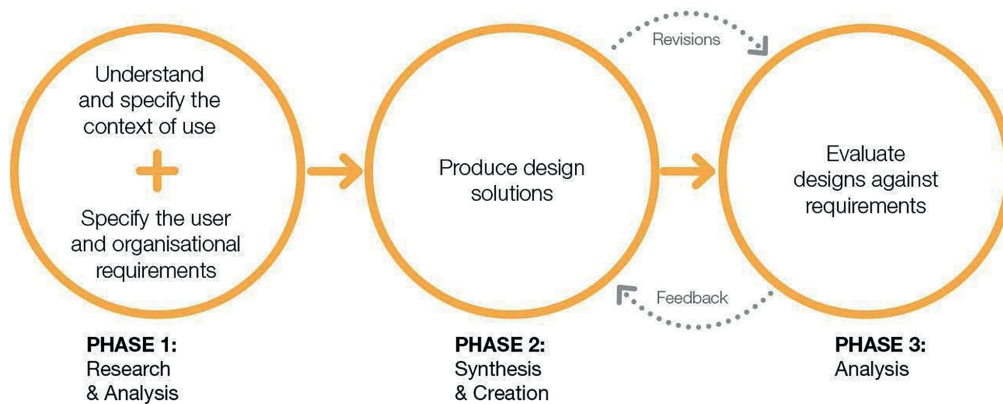 Understand
and specify the
context of use
+
Specify the user
and organisational
requirements
PHASE 1:
Research
& Analysis
Produce design
solutions
PHASE 2:
Synthesis
& Creation
Revisions
Feedback
Evaluate
designs against
requirements
PHASE 3:
Analysis